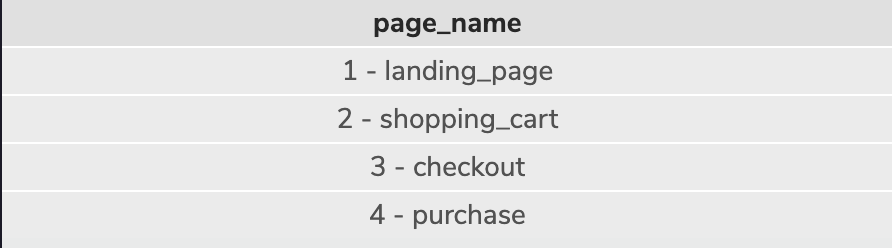 page_name
1 - landing_page
2 - shopping_cart
3 - checkout
4 - purchase